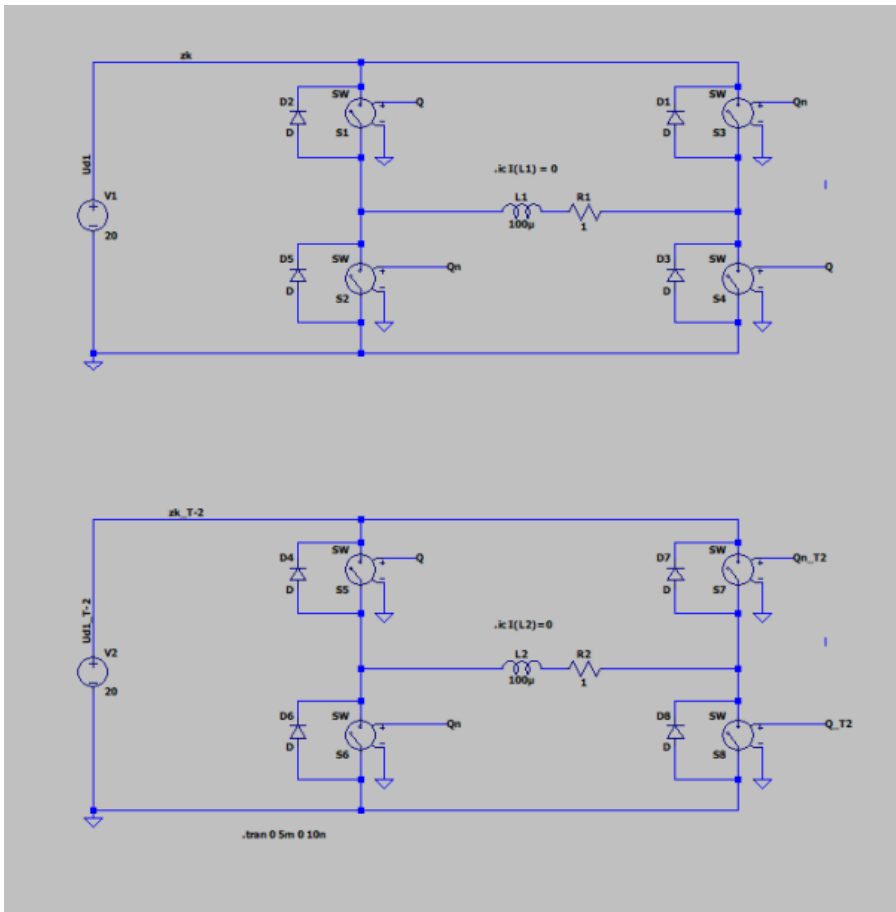 zk
D2 SW Q D1 SW Qn
D S1 D S3
Ud1
.ic I(L1) = 0
V1
L1 R1
20
100µ 1
D5 SW Qn D3 SW Q
D S2 D S4
zk_T-2
D4 SW Q D7 SW Qn_T2
D S5 D S7
Ud1_T-2
.ic I(L2)=0
V2
L2 R2
20
100µ 1
D6 SW Qn D8 SW Q_T2
D S6 D S8
.tran 0 5m 0 10n